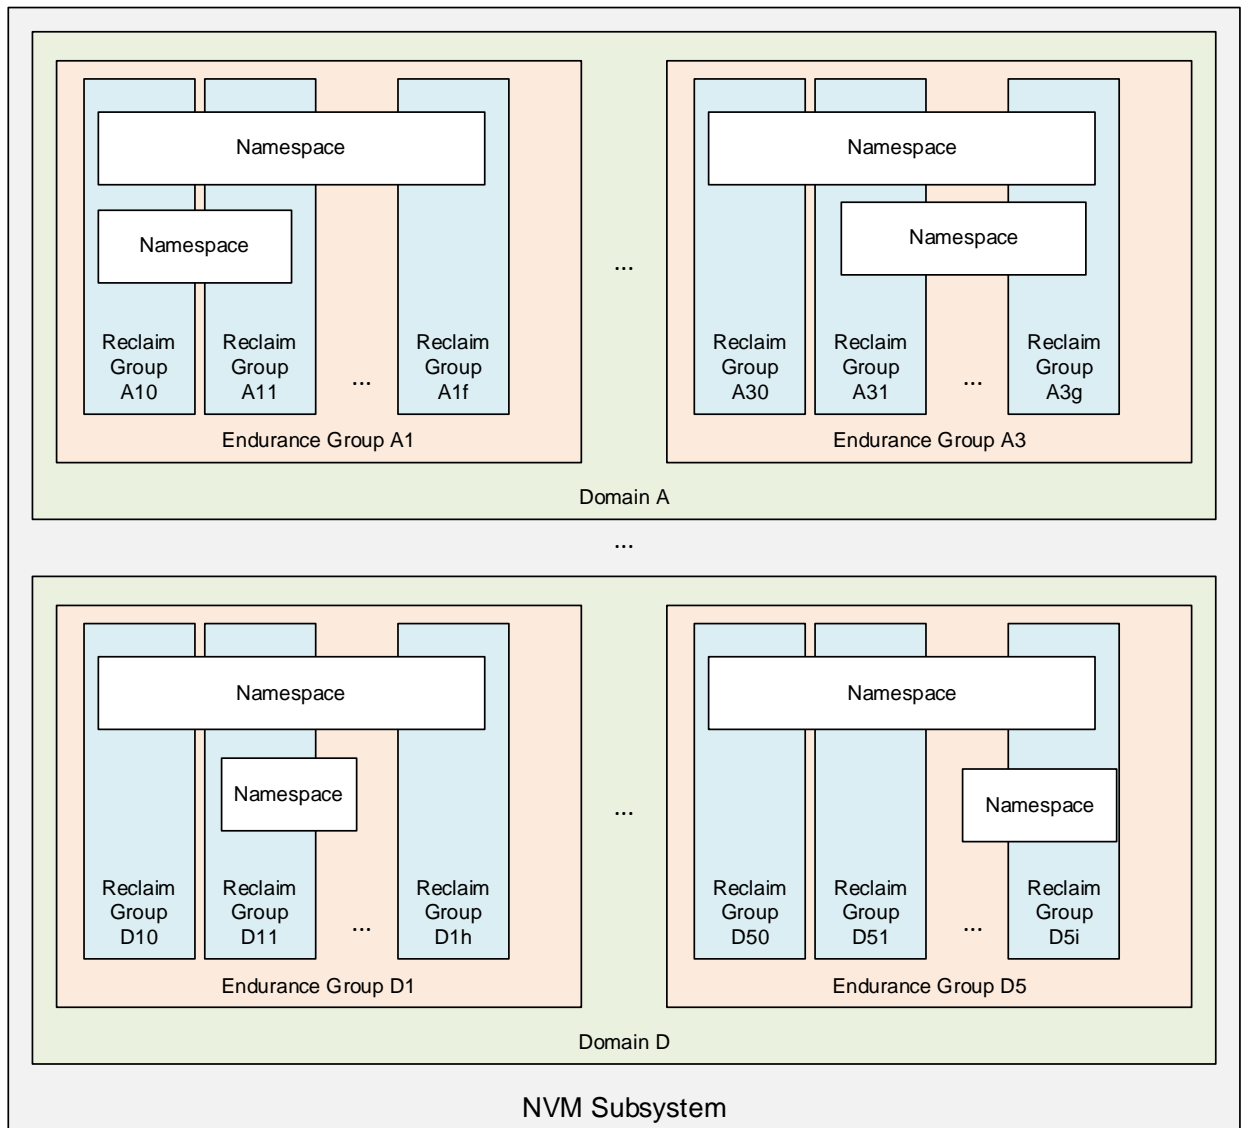 Namespace
Namespace
Reclaim
Group
A10
Reclaim
Group
A11
...
Reclaim
Group
A1f
Endurance Group A1
...
Namespace
Namespace
Reclaim
Group
A30
Reclaim
Group
A31
...
Reclaim
Group
A3g
Endurance Group A3
Domain A
...
Namespace
Namespace
Reclaim
Group
D10
Reclaim
Group
D11
...
Reclaim
Group
D1h
Endurance Group D1
...
Namespace
Namespace
Reclaim
Group
D50
Reclaim
Group
D51
...
Reclaim
Group
D5i
Endurance Group D5
Domain D
NVM Subsystem